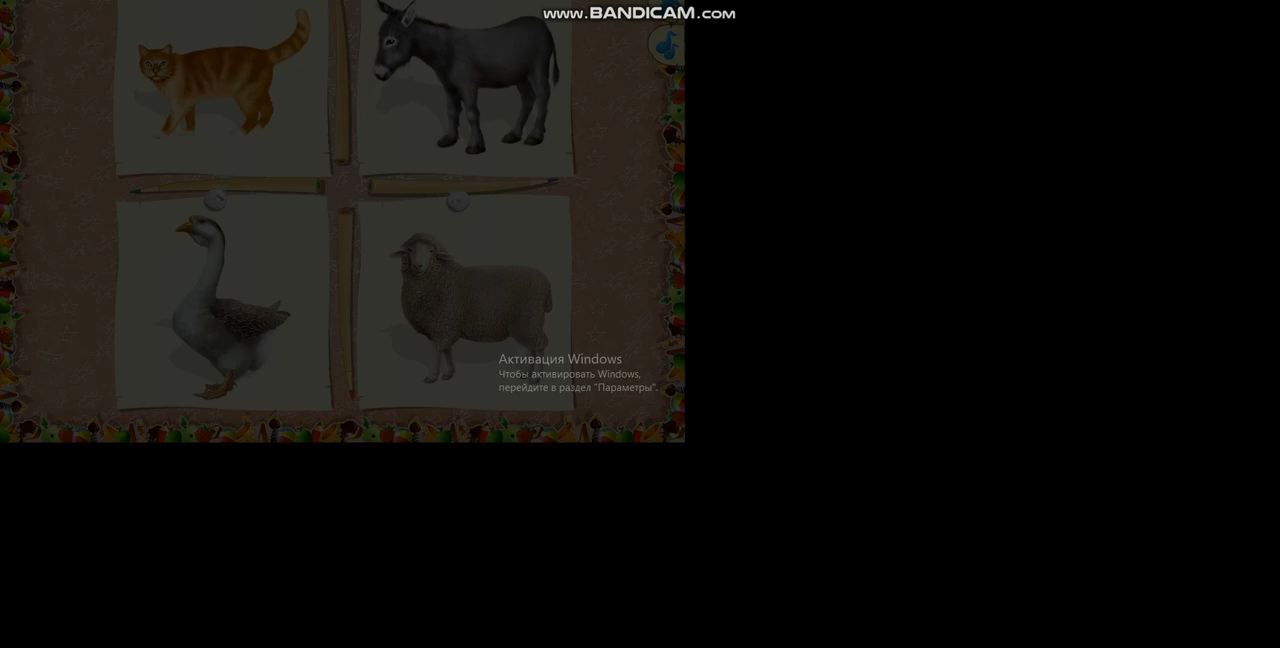 www.BANDICAM.com
Активация Windows
Чтобы активировать Windows,
перейдите в раздел "Параметры".